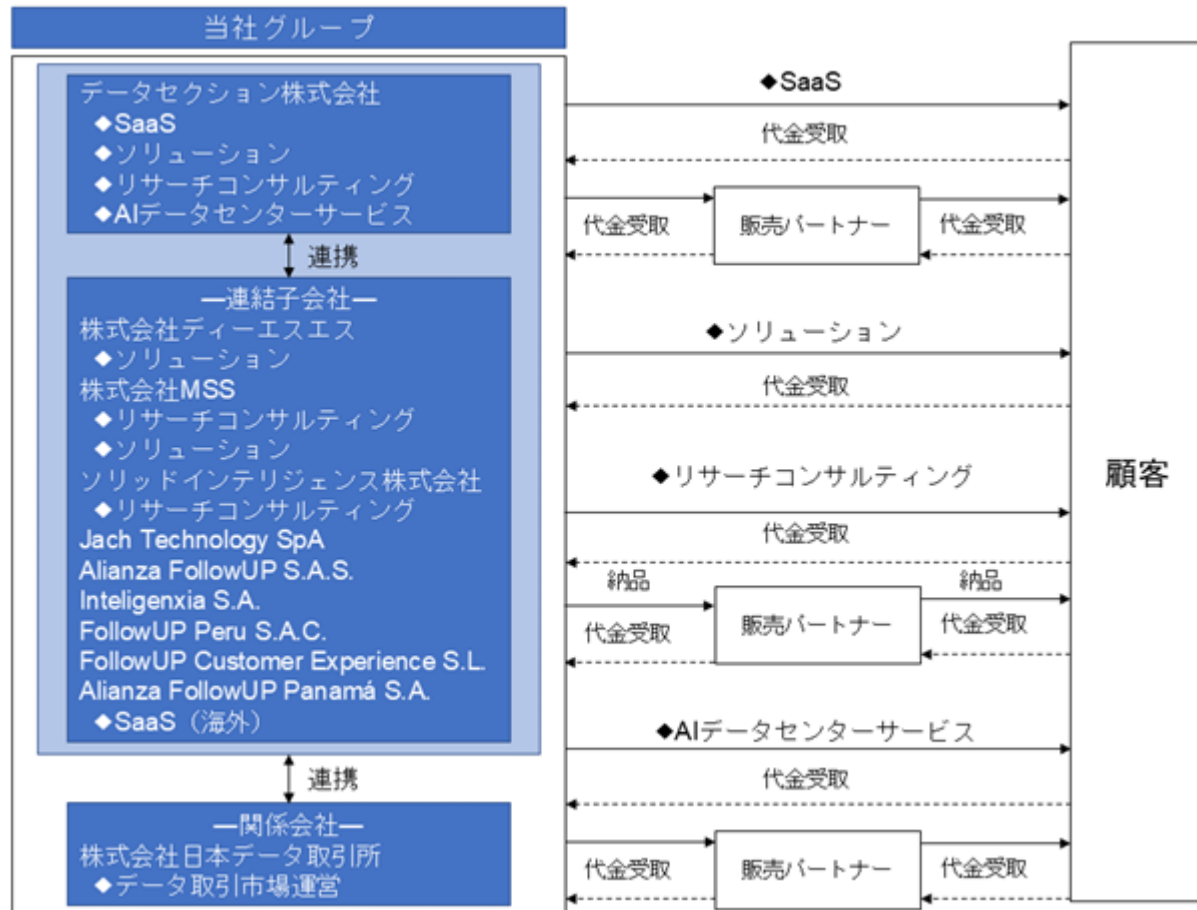 当社グループ
データセクション株式会社
◆SaaS
◆ソリューション
◆リサーチコンサルティング
◆AIデータセンターサービス
連携
―連結子会社―
株式会社ディーエスエス
◆ソリューション
株式会社MSS
◆リサーチコンサルティング
◆ソリューション
ソリッドインテリジェンス株式会社
◆リサーチコンサルティング
Jach Technology SpA
Alianza FollowUP S.A.S.
Inteligenxia S.A.
FollowUP Peru S.A.C.
FollowUP Customer Experience S.L.
Alianza FollowUP Panamá S.A.
◆SaaS（海外）
連携
―関係会社―
株式会社日本データ取引所
◆データ取引市場運営
◆SaaS
代金受取
代金受取
販売パートナー
代金受取
◆ソリューション
代金受取
◆リサーチコンサルティング
代金受取
納品
納品
代金受取
販売パートナー
代金受取
◆AIデータセンターサービス
代金受取
代金受取
販売パートナー
代金受取
顧客